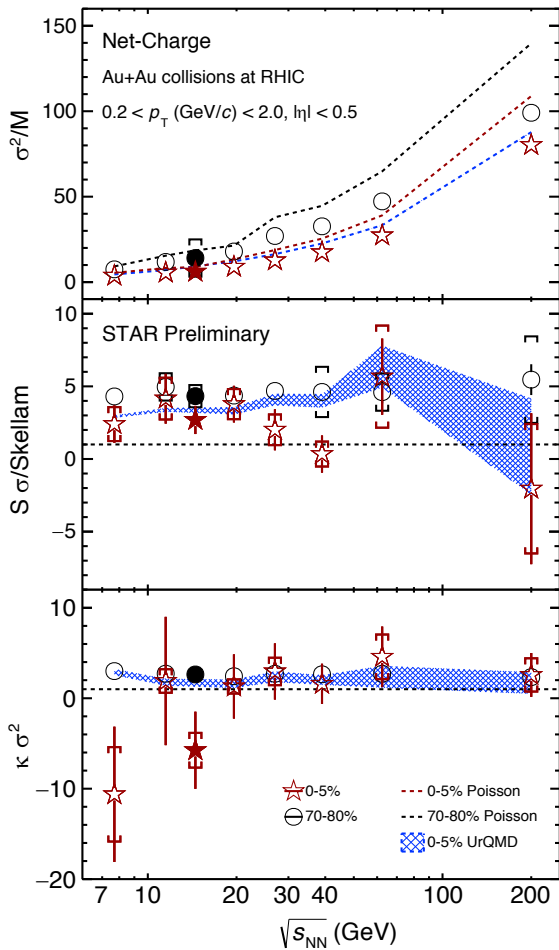 Net-Charge
Au+Au collisions at RHIC
0.2 < p_T (GeV/c) < 2.0, |η| < 0.5
σ²/M
150
100
50
0
STAR Preliminary
S σ/Skellam
10
5
0
−5
κ σ²
10
0
−10
−20
0-5%
70-80%
0-5% Poisson
70-80% Poisson
0-5% UrQMD
7 10 20 30 40 100 200
√s_NN (GeV)